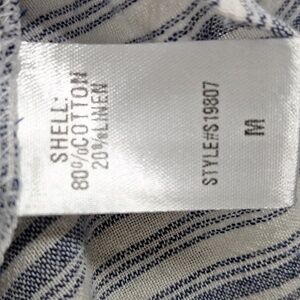 SHELL:
80%COTTON
20%LINEN
STYLE#S19807
M